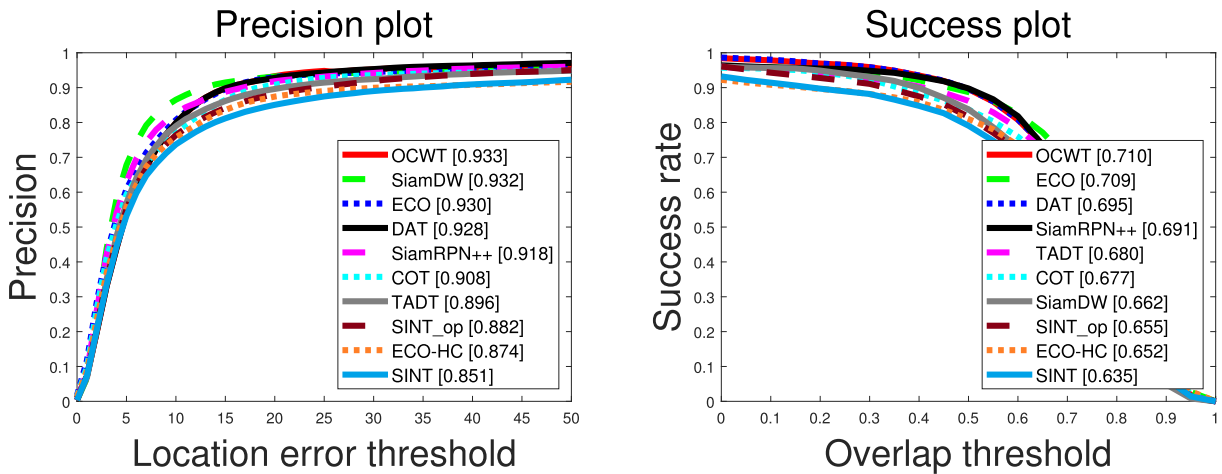 Precision plot
1
0.9
0.8
0.7
0.6
0.5
0.4
0.3
0.2
0.1
0
Precision
OCWT [0.933]
SiamDW [0.932]
ECO [0.930]
DAT [0.928]
SiamRPN++ [0.918]
COT [0.908]
TADT [0.896]
SINT_op [0.882]
ECO-HC [0.874]
SINT [0.851]
0 5 10 15 20 25 30 35 40 45 50
Location error threshold
Success plot
1
0.9
0.8
0.7
0.6
0.5
0.4
0.3
0.2
0.1
0
Success rate
OCWT [0.710]
ECO [0.709]
DAT [0.695]
SiamRPN++ [0.691]
TADT [0.680]
COT [0.677]
SiamDW [0.662]
SINT_op [0.655]
ECO-HC [0.652]
SINT [0.635]
0 0.1 0.2 0.3 0.4 0.5 0.6 0.7 0.8 0.9 1
Overlap threshold